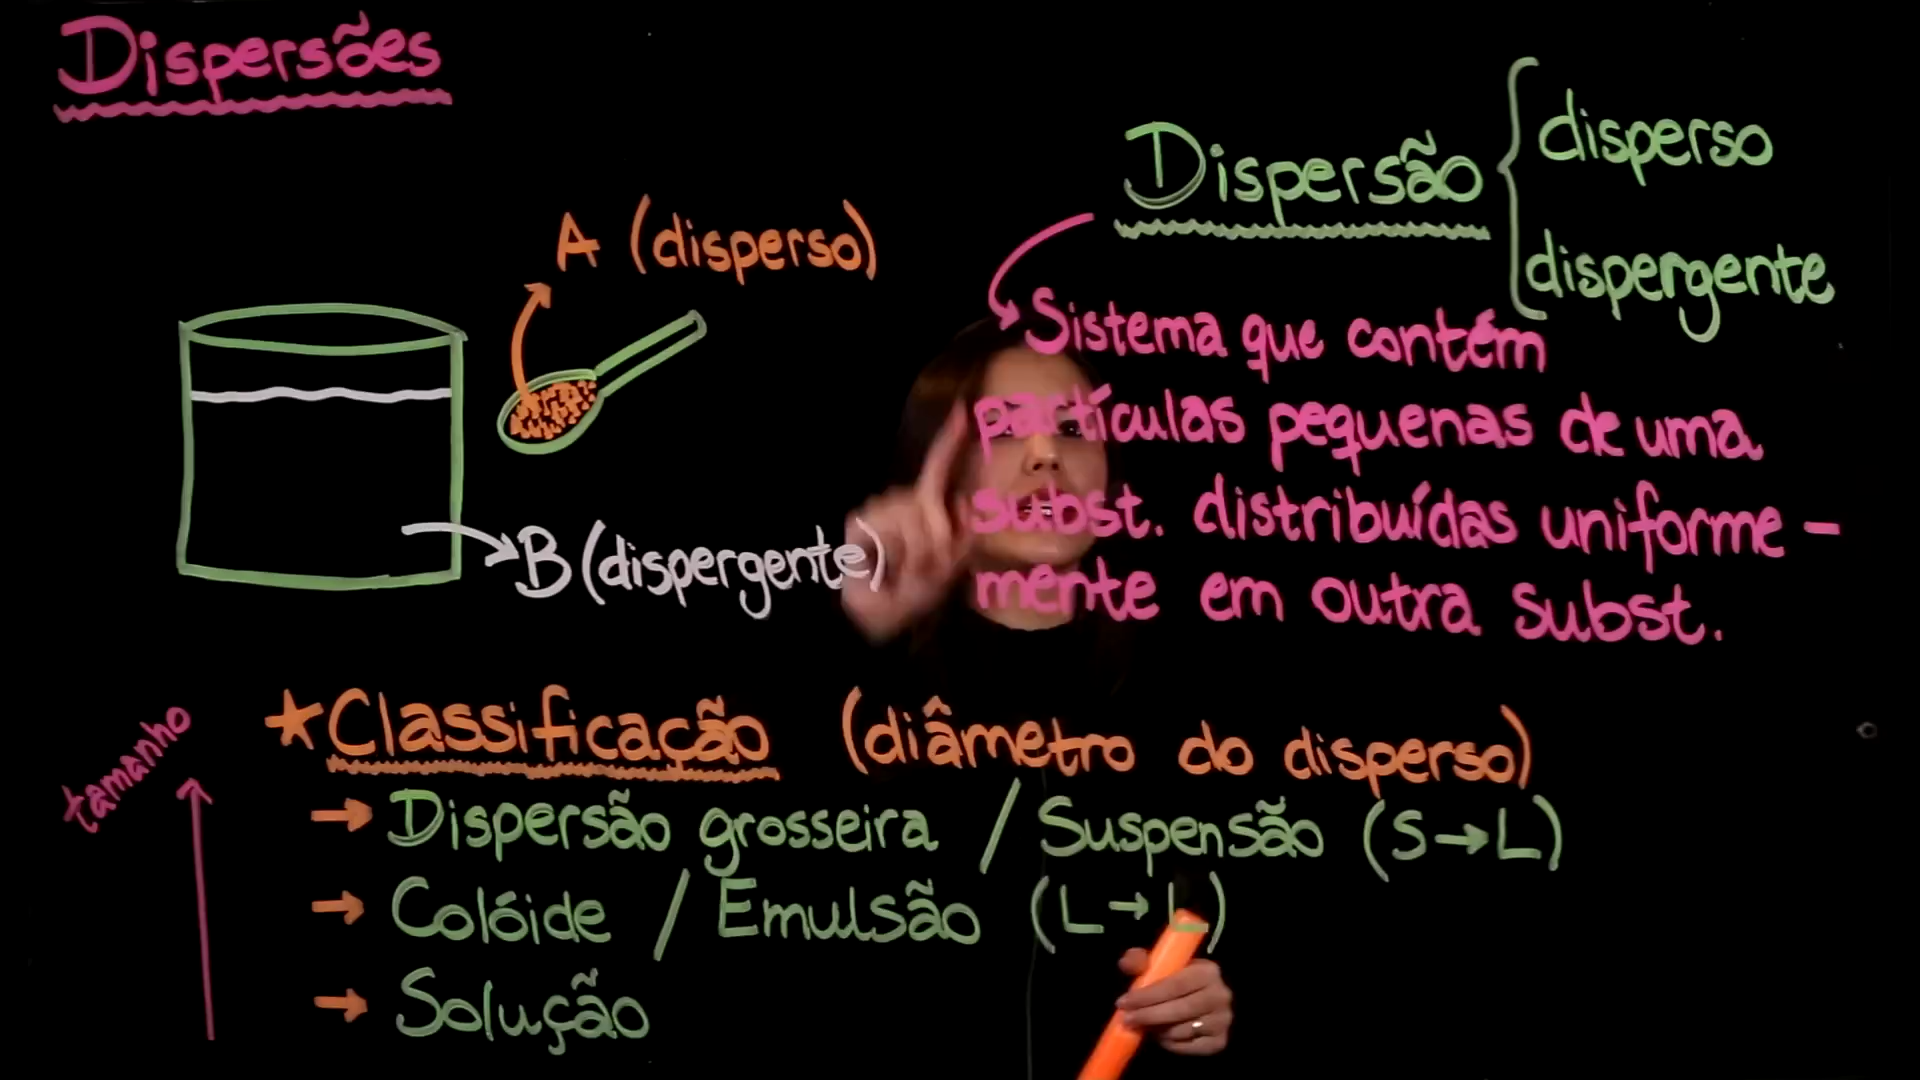 Dispersões
Dispersão
disperso
dispergente
A (disperso)
B (dispergente)
Sistema que contém
partículas pequenas de uma
subst. distribuídas uniforme-
mente em outra subst.
tamanho
★Classificação (diâmetro do disperso)
→ Dispersão grosseira / Suspensão (S→L)
→ Colóide / Emulsão (L→L)
→ Solução